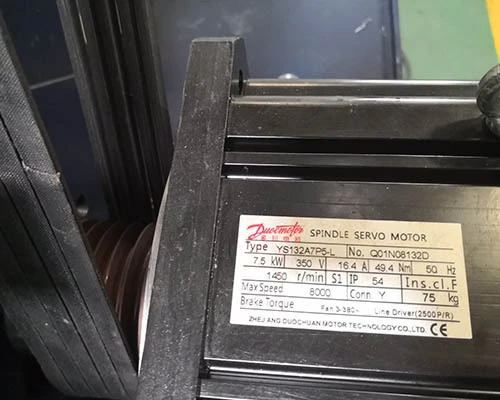 Duoemotor SPINDLE SERVO MOTOR
Type YS132A7P5-L No. Q01N08132D
7.5 kW 350 V 16.4 A 49.4 Nm 50 Hz
1450 r/min S1 IP 54 Ins.cl.F
Max Speed 8000 Conn. Y 75 kg
Brake Torque Fan 3-380~ Line Driver(2500P/R)
ZHEJIANG DUOCHUAN MOTOR TECHNOLOGY CO.,LTD. CE